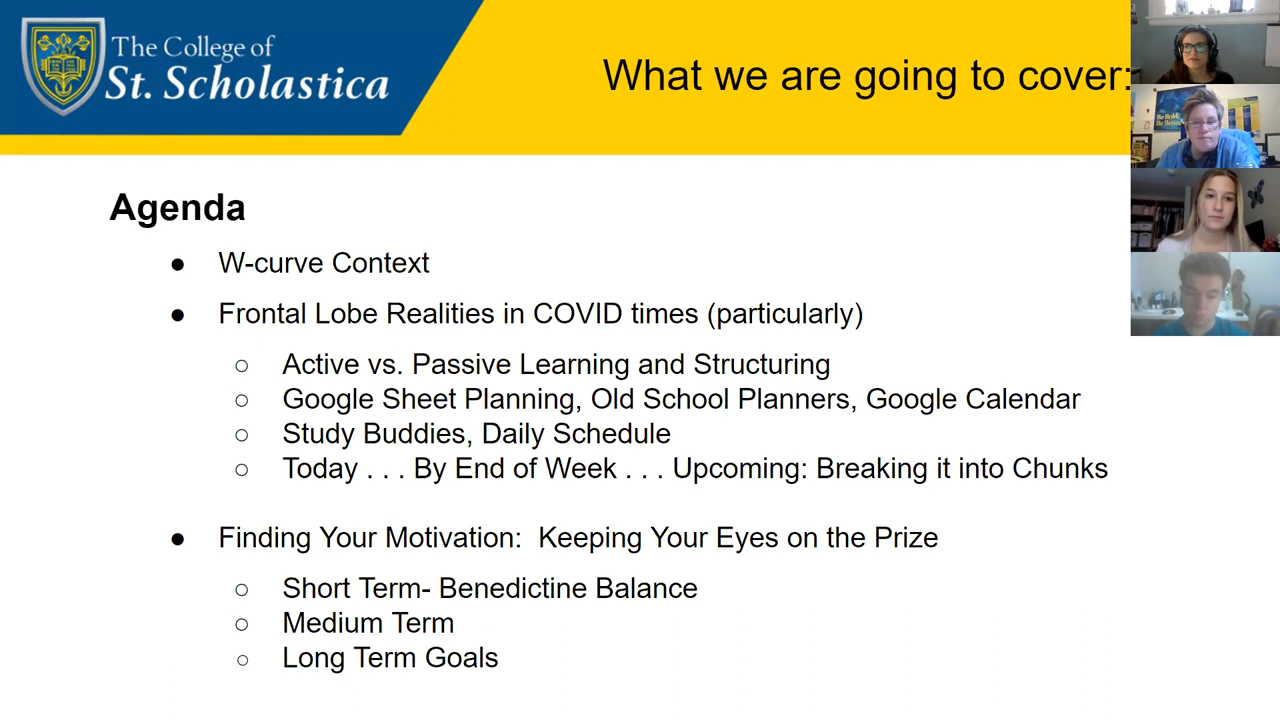 The College of
St. Scholastica
What we are going to cover:
Agenda
● W-curve Context
● Frontal Lobe Realities in COVID times (particularly)
○ Active vs. Passive Learning and Structuring
○ Google Sheet Planning, Old School Planners, Google Calendar
○ Study Buddies, Daily Schedule
○ Today . . . By End of Week . . . Upcoming: Breaking it into Chunks
● Finding Your Motivation:  Keeping Your Eyes on the Prize
○ Short Term- Benedictine Balance
○ Medium Term
○ Long Term Goals
Be Bold.